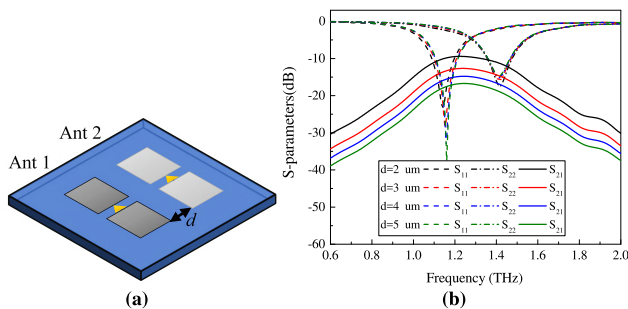 Ant 2
Ant 1
d
(a)
S-parameters(dB)
0
-10
-20
-30
-40
-50
-60
d=2 um S11 S22 S21
d=3 um S11 S22 S21
d=4 um S11 S22 S21
d=5 um S11 S22 S21
0.6 0.8 1.0 1.2 1.4 1.6 1.8 2.0
Frequency (THz)
(b)